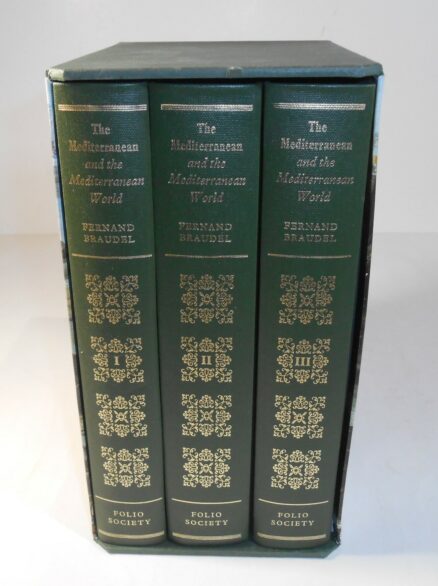 The
Mediterranean
and the
Mediterranean
World
FERNAND
BRAUDEL
I
FOLIO
SOCIETY
The
Mediterranean
and the
Mediterranean
World
FERNAND
BRAUDEL
II
FOLIO
SOCIETY
The
Mediterranean
and the
Mediterranean
World
FERNAND
BRAUDEL
III
FOLIO
SOCIETY